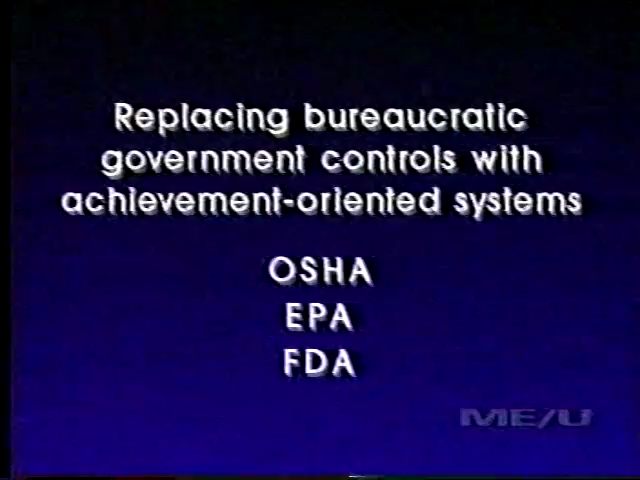 Replacing bureaucratic
government controls with
achievement-oriented systems
OSHA
EPA
FDA
ME/U